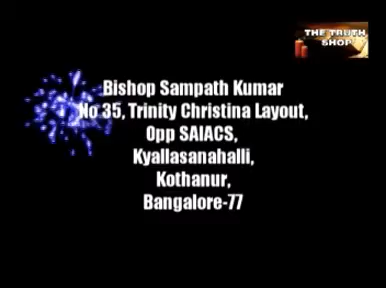 THE TRUTH
SHOP
Bishop Sampath Kumar
No 35, Trinity Christina Layout,
Opp SAIACS,
Kyallasanahalli,
Kothanur,
Bangalore-77